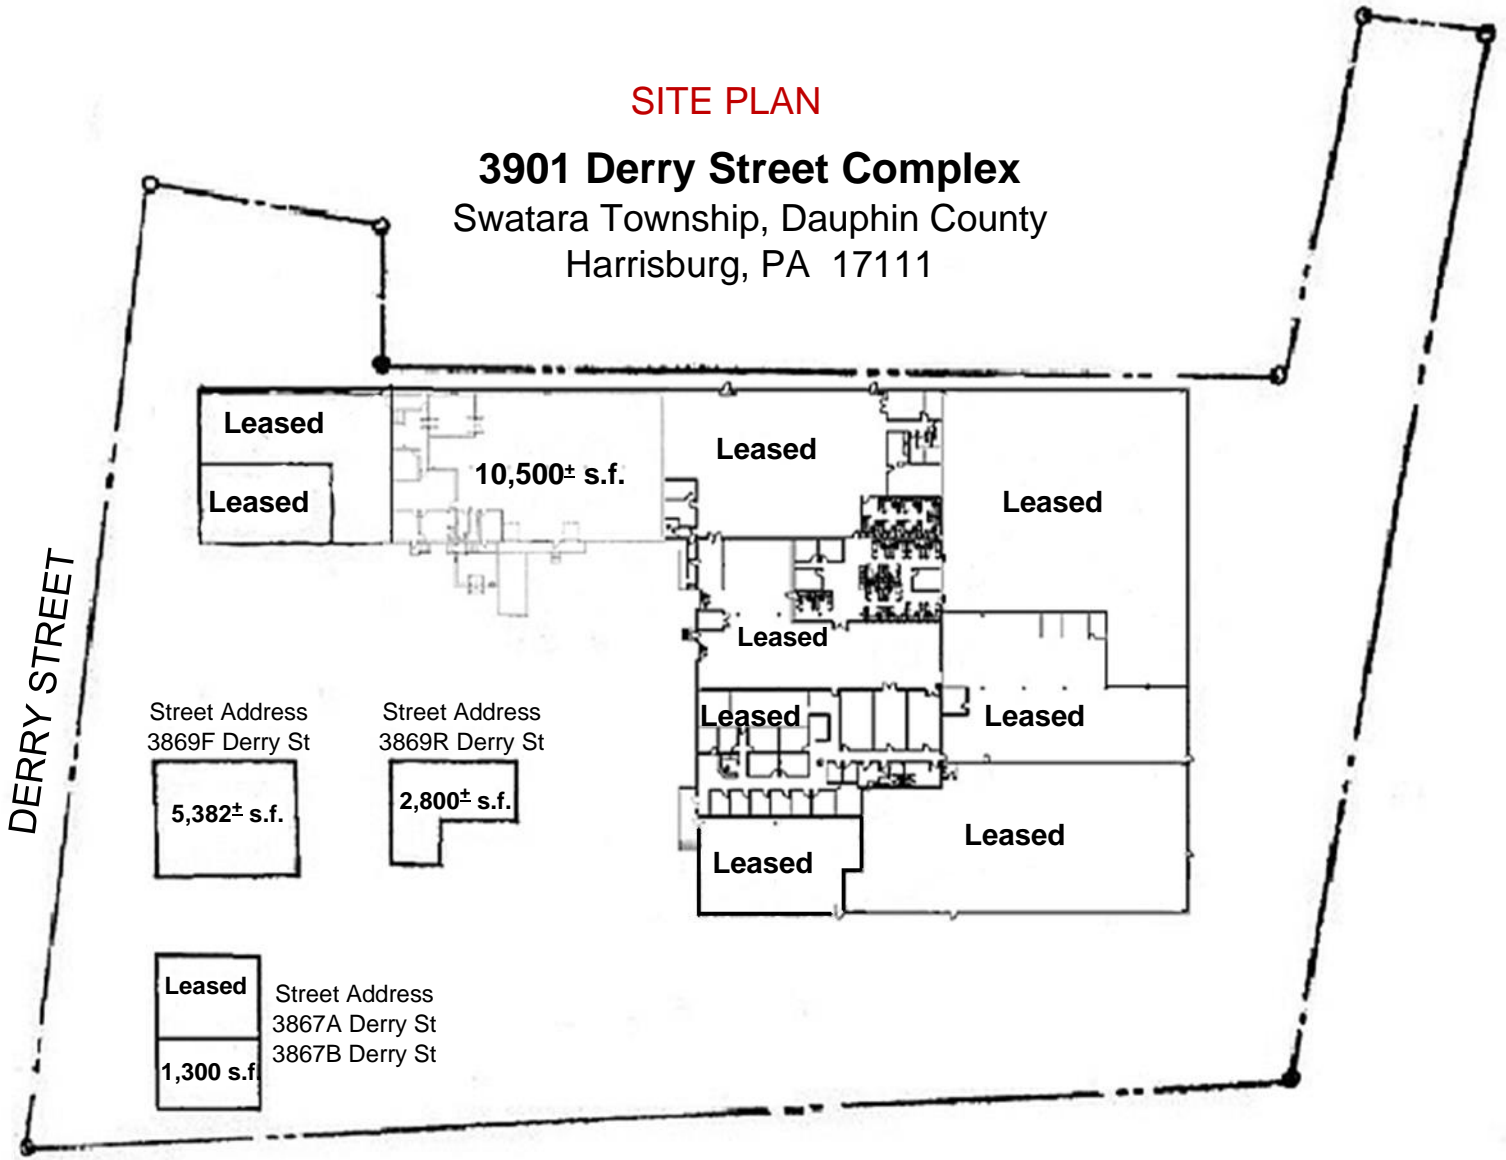 SITE PLAN
3901 Derry Street Complex
Swatara Township, Dauphin County
Harrisburg, PA 17111
Leased
Leased
10,500± s.f.
Leased
Leased
Leased
Leased
Leased
Leased
Leased
DERRY STREET
Street Address
3869F Derry St
5,382± s.f.
Street Address
3869R Derry St
2,800± s.f.
Leased
1,300 s.f
Street Address
3867A Derry St
3867B Derry St